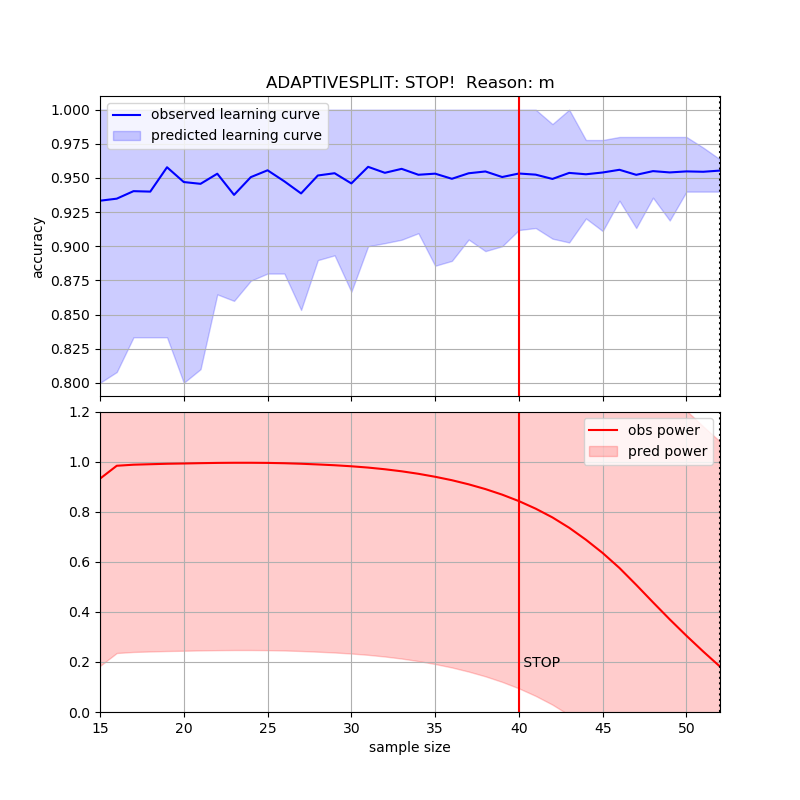 ADAPTIVESPLIT: STOP!  Reason: m
observed learning curve
predicted learning curve
1.000
0.975
0.950
0.925
0.900
0.875
0.850
0.825
0.800
accuracy
obs power
pred power
1.2
1.0
0.8
0.6
0.4
0.2
0.0
STOP
15 20 25 30 35 40 45 50
sample size